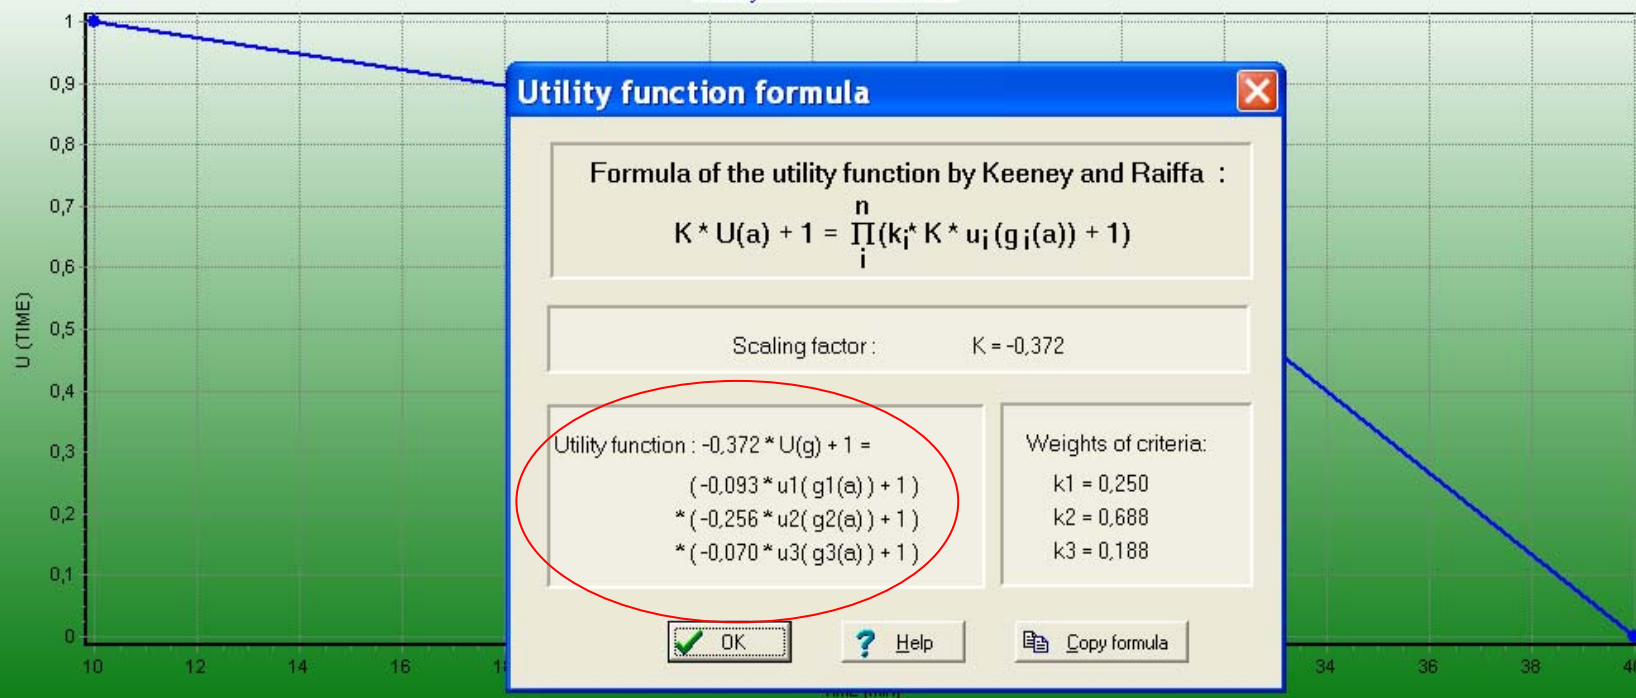 Utility function formula
Formula of the utility function by Keeney and Raiffa :
n
K * U(a) + 1 = ∏(ki* K * ui (gi(a)) + 1)
i
Scaling factor : K = -0,372
Utility function : -0,372 * U(g) + 1 =
( -0,093 * u1( g1(a) ) + 1 )
* ( -0,256 * u2( g2(a) ) + 1 )
* ( -0,070 * u3( g3(a) ) + 1 )
Weights of criteria:
k1 = 0,250
k2 = 0,688
k3 = 0,188
OK
Help
Copy formula
U (TIME)
1
0,9
0,8
0,7
0,6
0,5
0,4
0,3
0,2
0,1
0
10 12 14 16 34 36 38